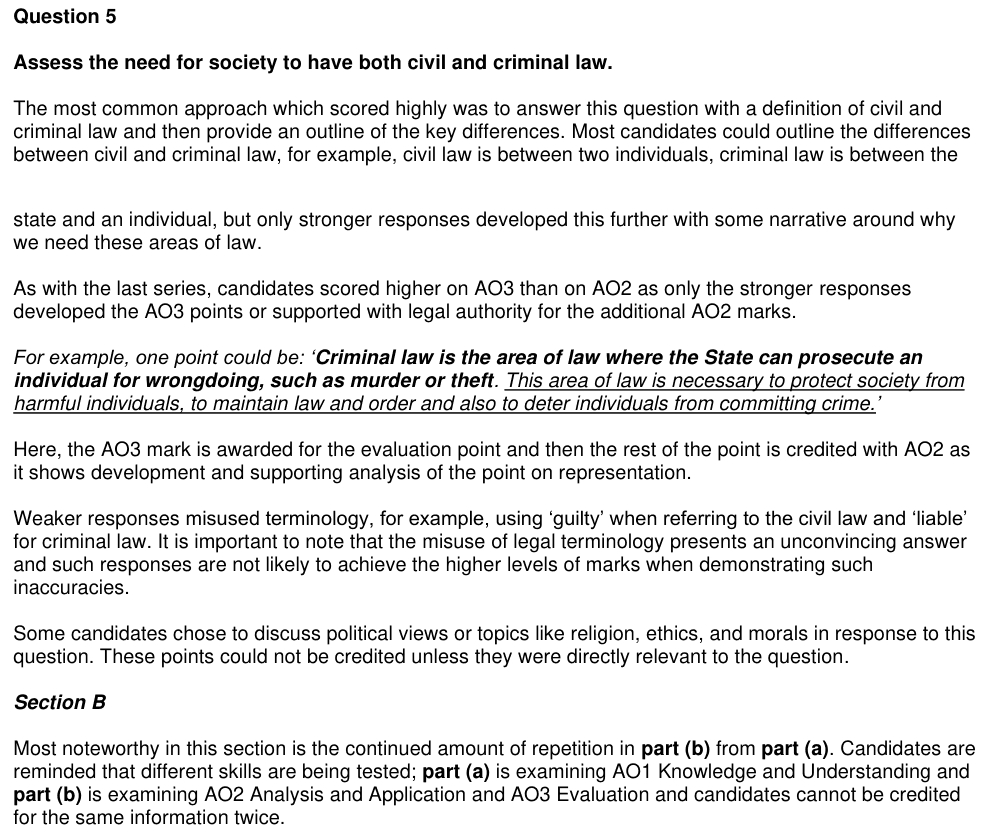 Question 5
Assess the need for society to have both civil and criminal law.
The most common approach which scored highly was to answer this question with a definition of civil and
criminal law and then provide an outline of the key differences. Most candidates could outline the differences
between civil and criminal law, for example, civil law is between two individuals, criminal law is between the
state and an individual, but only stronger responses developed this further with some narrative around why
we need these areas of law.
As with the last series, candidates scored higher on AO3 than on AO2 as only the stronger responses
developed the AO3 points or supported with legal authority for the additional AO2 marks.
For example, one point could be: ‘Criminal law is the area of law where the State can prosecute an
individual for wrongdoing, such as murder or theft. This area of law is necessary to protect society from
harmful individuals, to maintain law and order and also to deter individuals from committing crime.’
Here, the AO3 mark is awarded for the evaluation point and then the rest of the point is credited with AO2 as
it shows development and supporting analysis of the point on representation.
Weaker responses misused terminology, for example, using ‘guilty’ when referring to the civil law and ‘liable’
for criminal law. It is important to note that the misuse of legal terminology presents an unconvincing answer
and such responses are not likely to achieve the higher levels of marks when demonstrating such
inaccuracies.
Some candidates chose to discuss political views or topics like religion, ethics, and morals in response to this
question. These points could not be credited unless they were directly relevant to the question.
Section B
Most noteworthy in this section is the continued amount of repetition in part (b) from part (a). Candidates are
reminded that different skills are being tested; part (a) is examining AO1 Knowledge and Understanding and
part (b) is examining AO2 Analysis and Application and AO3 Evaluation and candidates cannot be credited
for the same information twice.